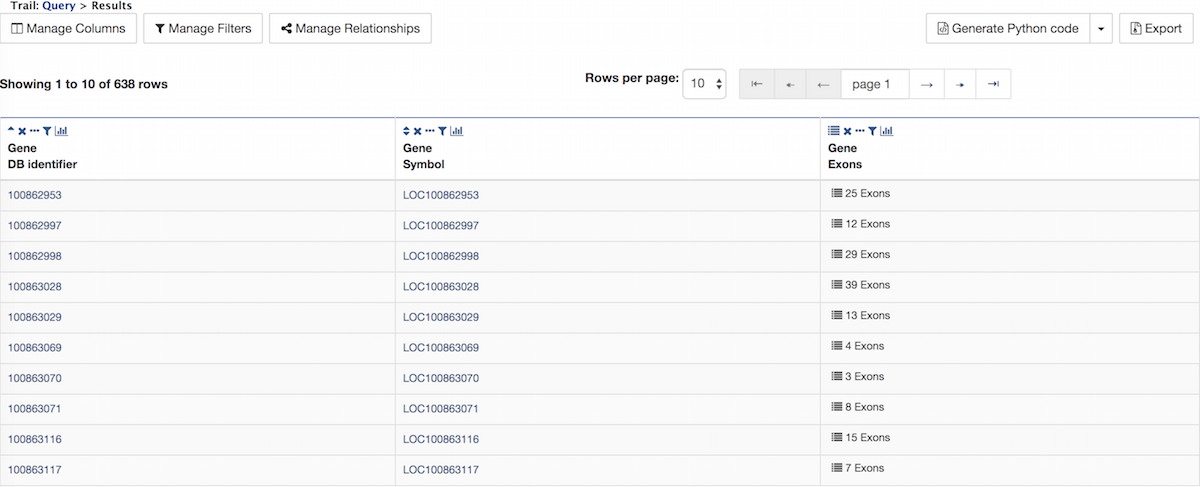 Trail: Query > Results
Manage Columns Manage Filters Manage Relationships Generate Python code Export
Showing 1 to 10 of 638 rows Rows per page: 10 page 1
Gene Gene Gene
DB identifier Symbol Exons
100862953 LOC100862953 25 Exons
100862997 LOC100862997 12 Exons
100862998 LOC100862998 29 Exons
100863028 LOC100863028 39 Exons
100863029 LOC100863029 13 Exons
100863069 LOC100863069 4 Exons
100863070 LOC100863070 3 Exons
100863071 LOC100863071 8 Exons
100863116 LOC100863116 15 Exons
100863117 LOC100863117 7 Exons